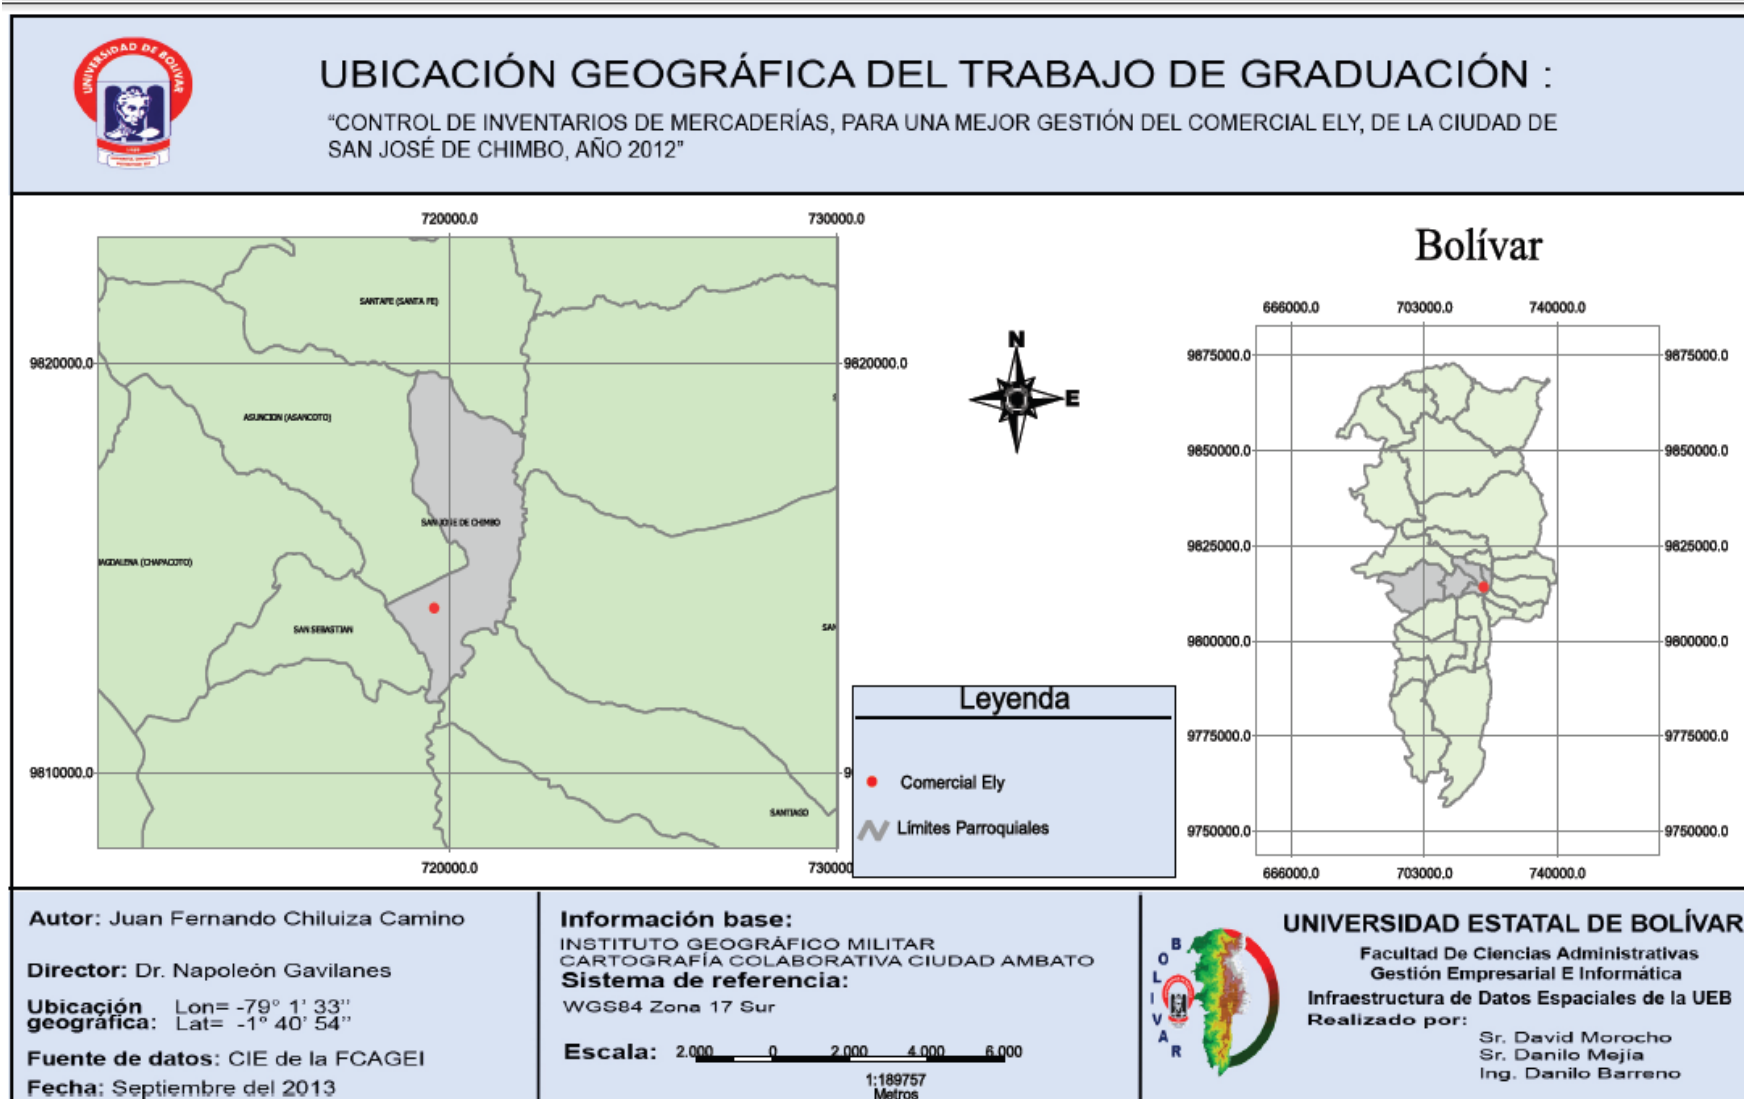 UNIVERSIDAD DE BOLIVAR
UBICACIÓN GEOGRÁFICA DEL TRABAJO DE GRADUACIÓN :
“CONTROL DE INVENTARIOS DE MERCADERÍAS, PARA UNA MEJOR GESTIÓN DEL COMERCIAL ELY, DE LA CIUDAD DE
SAN JOSÉ DE CHIMBO, AÑO 2012”
720000.0
730000.0
SANTAFE (SANTA FE)
9820000.0
9820000.0
ASUNCION (ASANCOTO)
SAN JOSE DE CHIMBO
AGDALENA (CHAPACOTO)
SAN SEBASTIAN
SAN
9810000.0
9
SANTIAGO
720000.0
730000
N
E
Bolívar
666000.0
703000.0
740000.0
9875000.0
9875000.0
9850000.0
9850000.0
9825000.0
9825000.0
9800000.0
9800000.0
9775000.0
9775000.0
9750000.0
9750000.0
666000.0
703000.0
740000.0
Leyenda
Comercial Ely
Límites Parroquiales
Autor: Juan Fernando Chiluiza Camino
Director: Dr. Napoleón Gavilanes
Ubicación geográfica: Lon= -79° 1' 33''
Lat= -1° 40' 54''
Fuente de datos: CIE de la FCAGEI
Fecha: Septiembre del 2013
Información base:
INSTITUTO GEOGRÁFICO MILITAR
CARTOGRAFÍA COLABORATIVA CIUDAD AMBATO
Sistema de referencia:
WGS84 Zona 17 Sur
Escala: 2.000 0 2.000 4.000 6.000
1:189757
Metros
BOLIVAR
UNIVERSIDAD ESTATAL DE BOLÍVAR
Facultad De Ciencias Administrativas
Gestión Empresarial E Informática
Infraestructura de Datos Espaciales de la UEB
Realizado por:
Sr. David Morocho
Sr. Danilo Mejía
Ing. Danilo Barreno